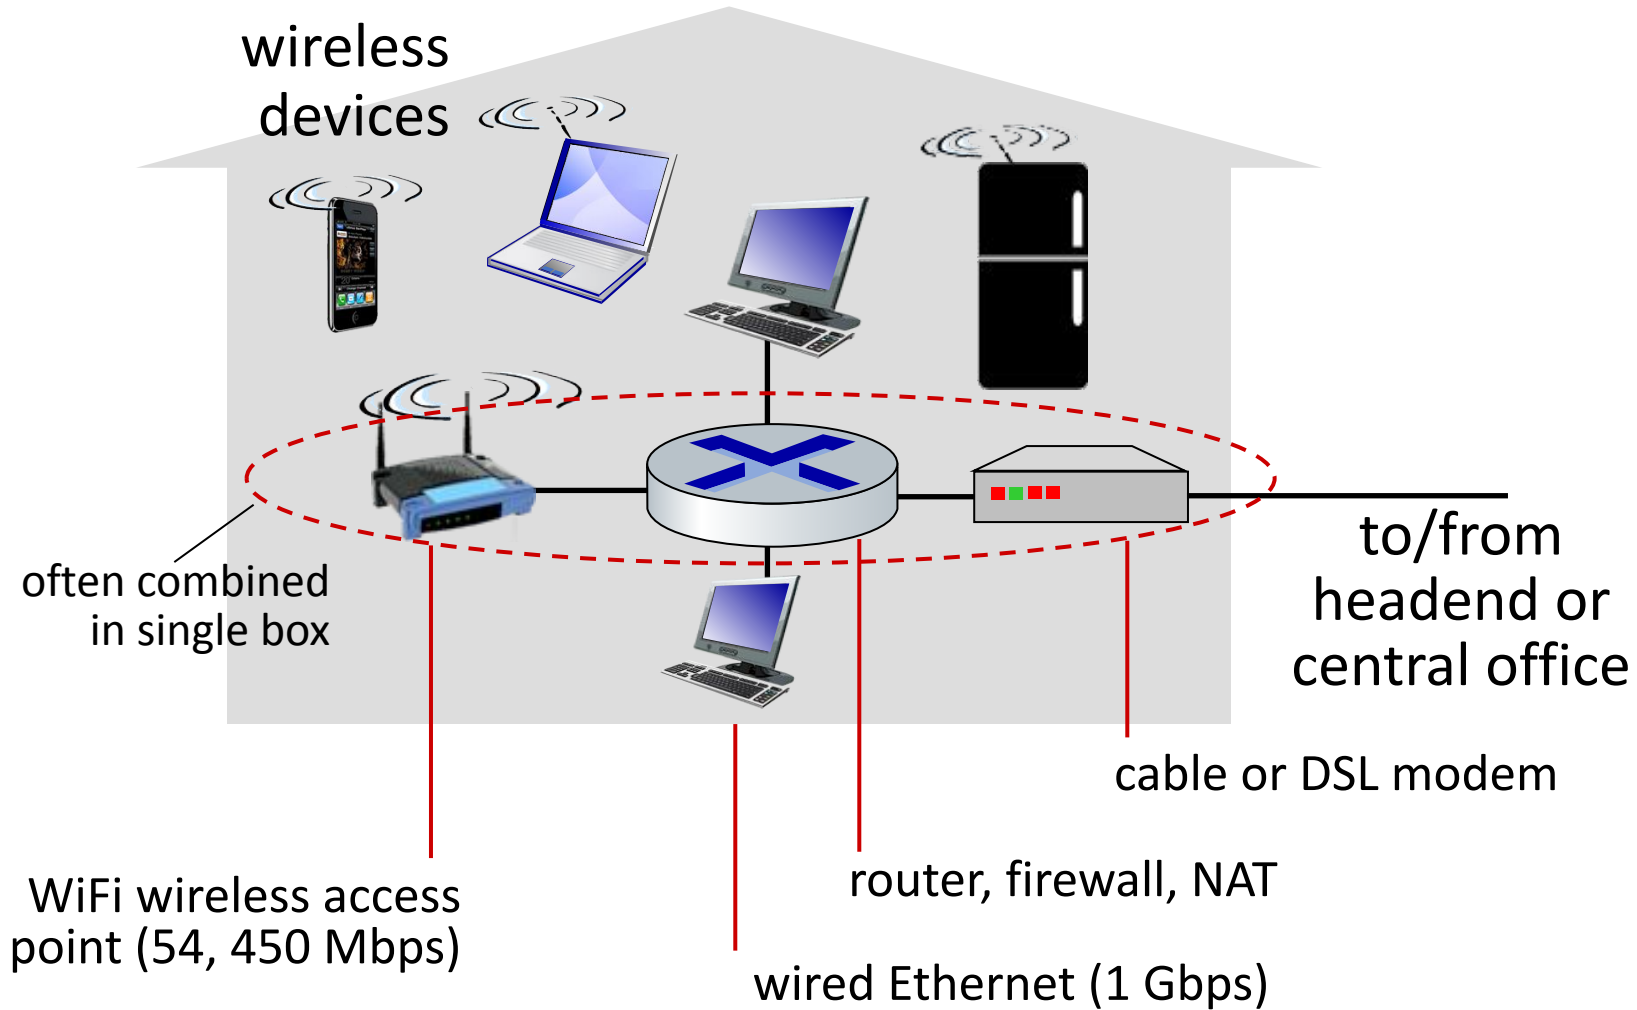 wireless
devices
often combined
in single box
to/from
headend or
central office
cable or DSL modem
router, firewall, NAT
WiFi wireless access
point (54, 450 Mbps)
wired Ethernet (1 Gbps)